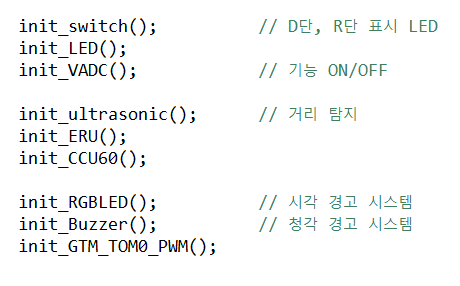 init_switch(); // D단, R단 표시 LED
init_LED();
init_VADC(); // 기능 ON/OFF
init_ultrasonic(); // 거리 탐지
init_ERU();
init_CCU60();
init_RGBLED(); // 시각 경고 시스템
init_Buzzer(); // 청각 경고 시스템
init_GTM_TOM0_PWM();